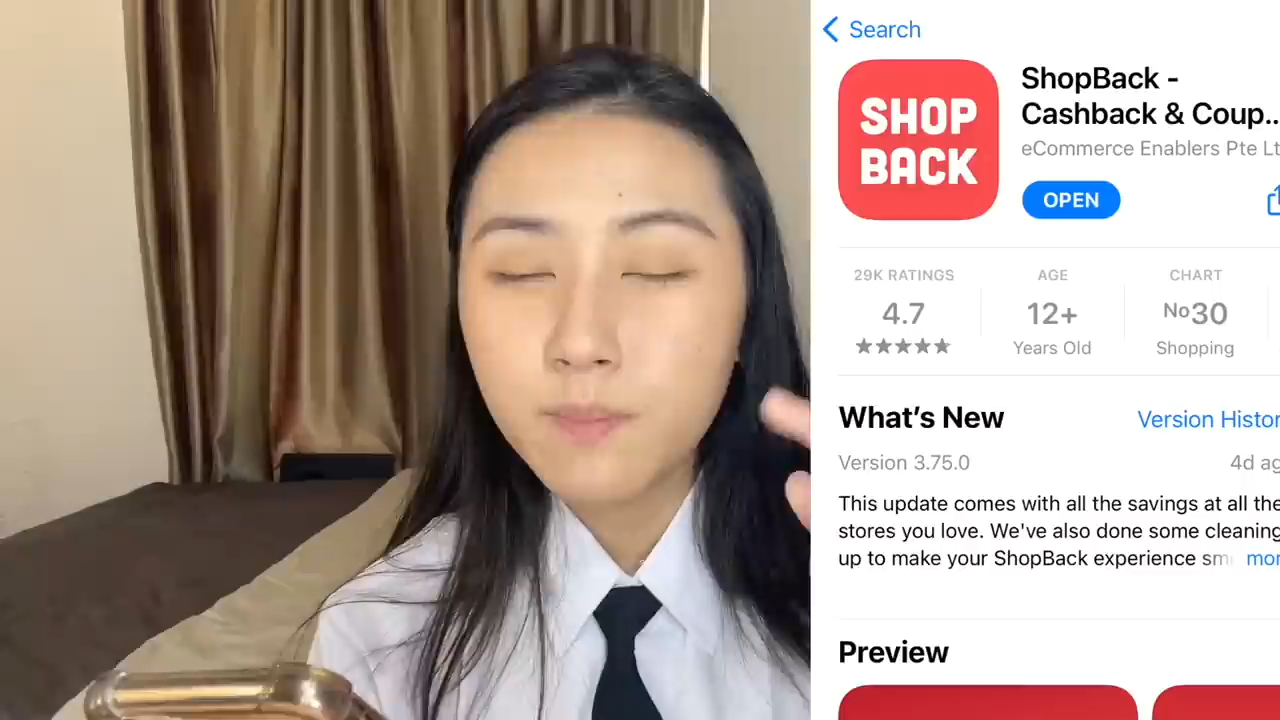 Search
SHOP
BACK
ShopBack -
Cashback & Coup..
eCommerce Enablers Pte Lt
OPEN
29K RATINGS
AGE
CHART
4.7
12+
No30
Years Old
Shopping
What's New
Version Histor
Version 3.75.0
4d ag
This update comes with all the savings at all the
stores you love. We've also done some cleaning
up to make your ShopBack experience sm
mor
Preview